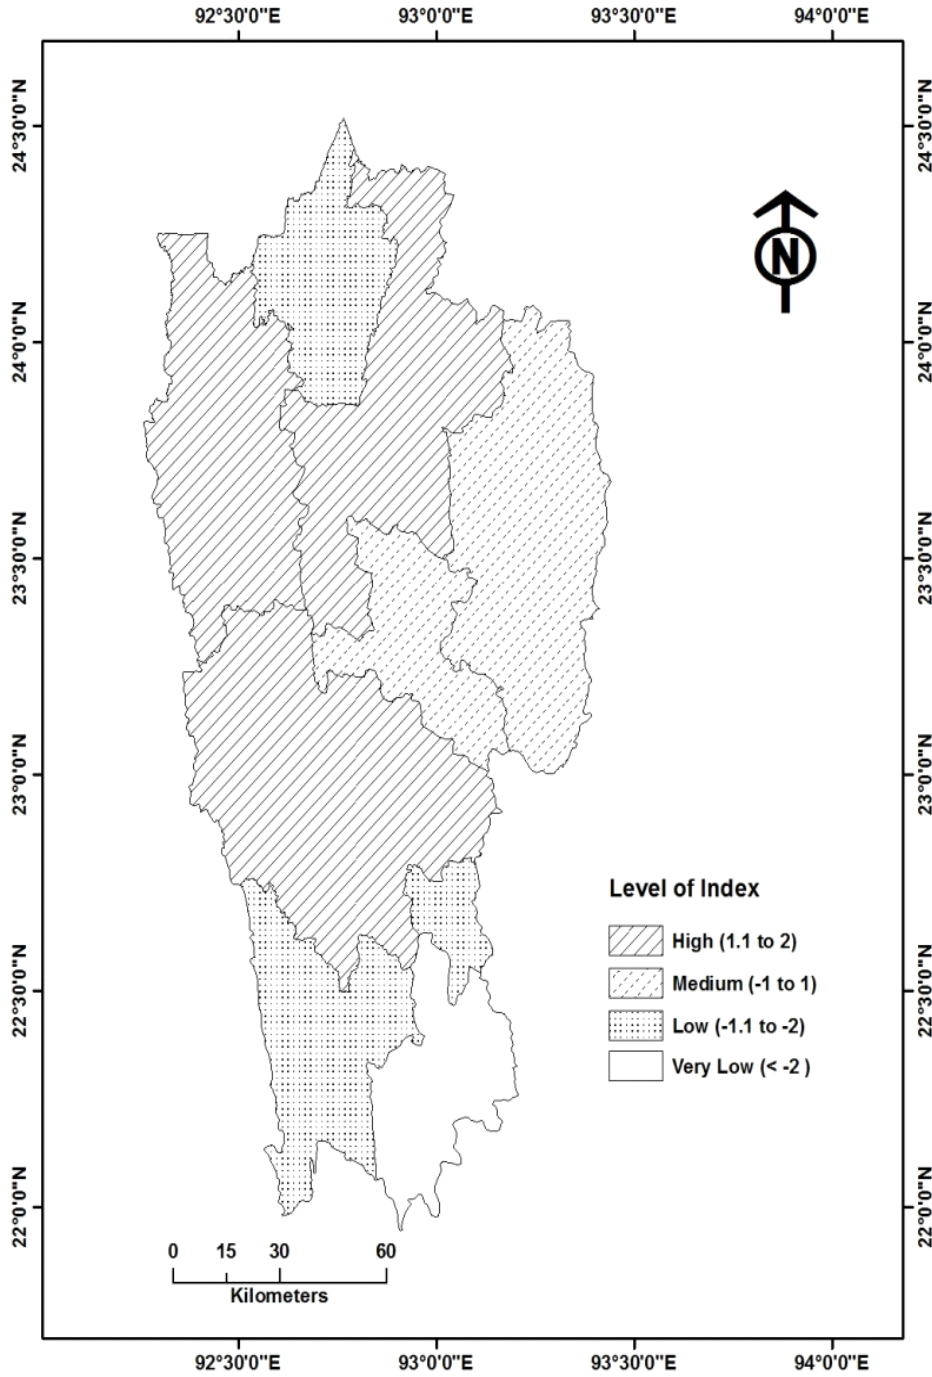 92°30'0"E 93°0'0"E 93°30'0"E 94°0'0"E
24°30'0"N 24°30'0"N
N
24°0'0"N 24°0'0"N
23°30'0"N 23°30'0"N
23°0'0"N 23°0'0"N
Level of Index
High (1.1 to 2)
Medium (-1 to 1)
Low (-1.1 to -2)
Very Low (< -2 )
22°30'0"N 22°30'0"N
22°0'0"N 22°0'0"N
0 15 30 60
Kilometers
92°30'0"E 93°0'0"E 93°30'0"E 94°0'0"E